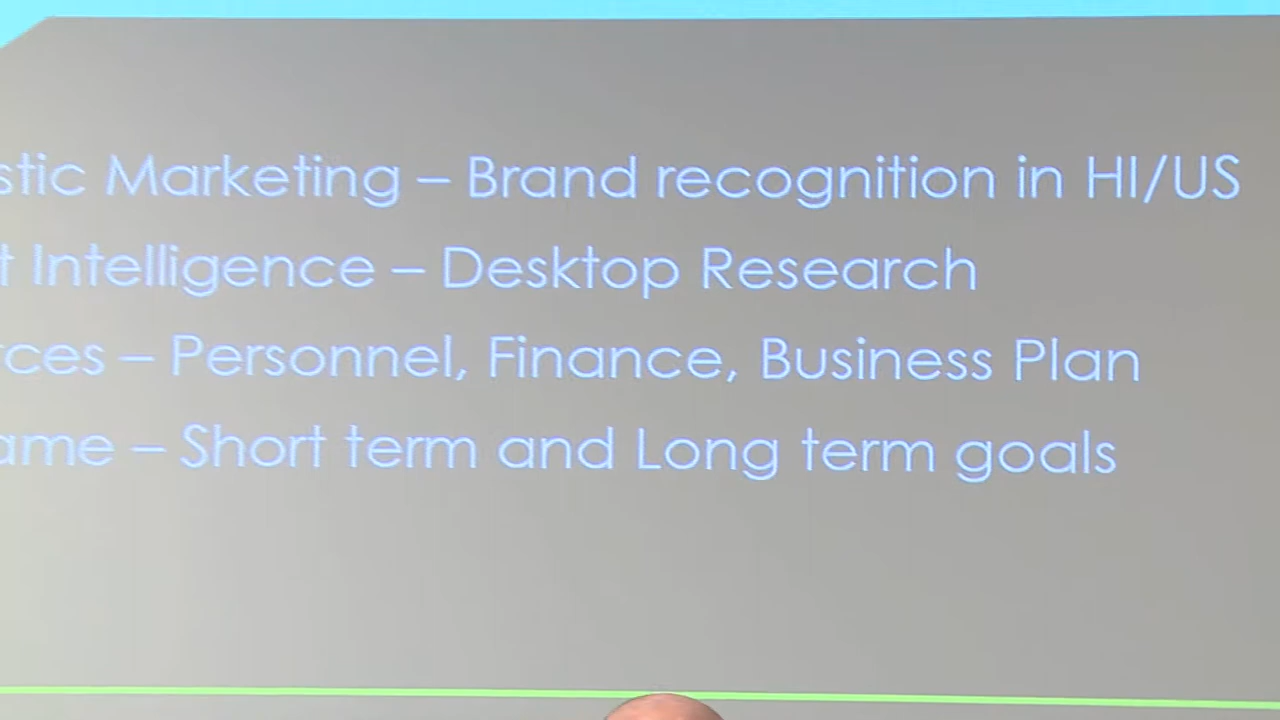 stic Marketing – Brand recognition in HI/US
t Intelligence – Desktop Research
rces – Personnel, Finance, Business Plan
ame – Short term and Long term goals